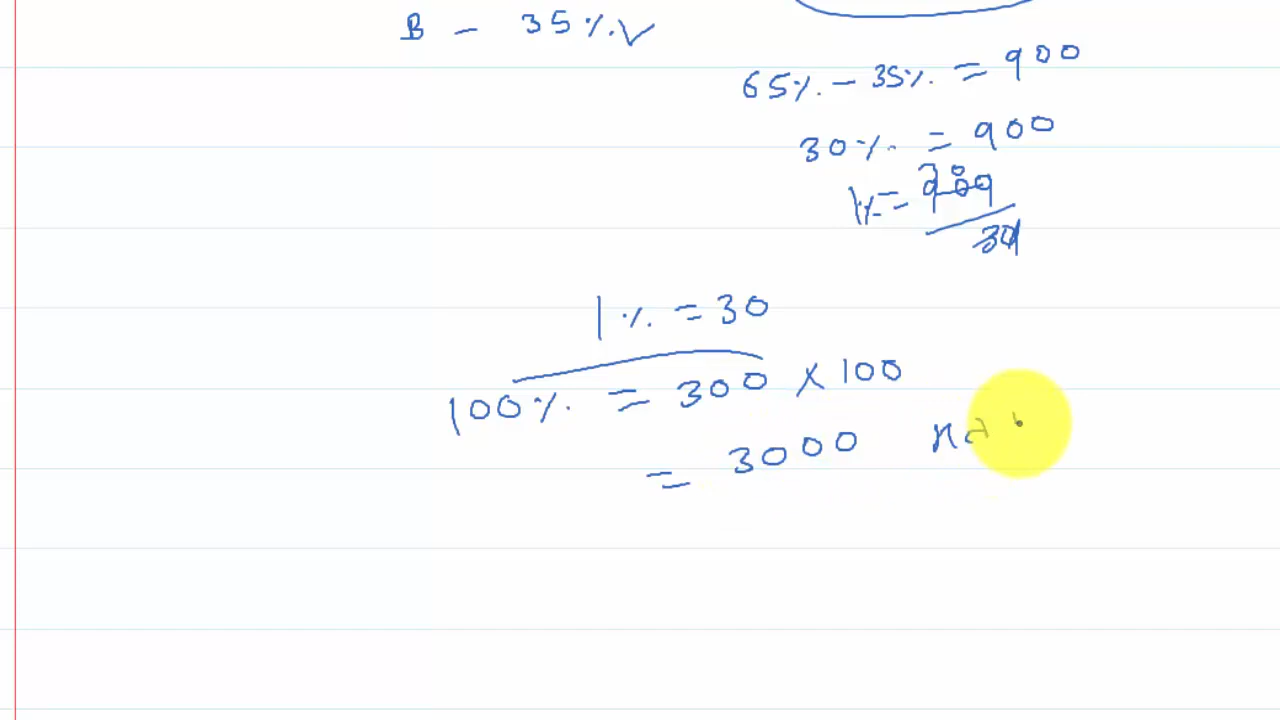 B - 35%✓
65% - 35% = 900
30% = 900
1% = 900
30
1% = 30
100% = 300 × 100
= 3000